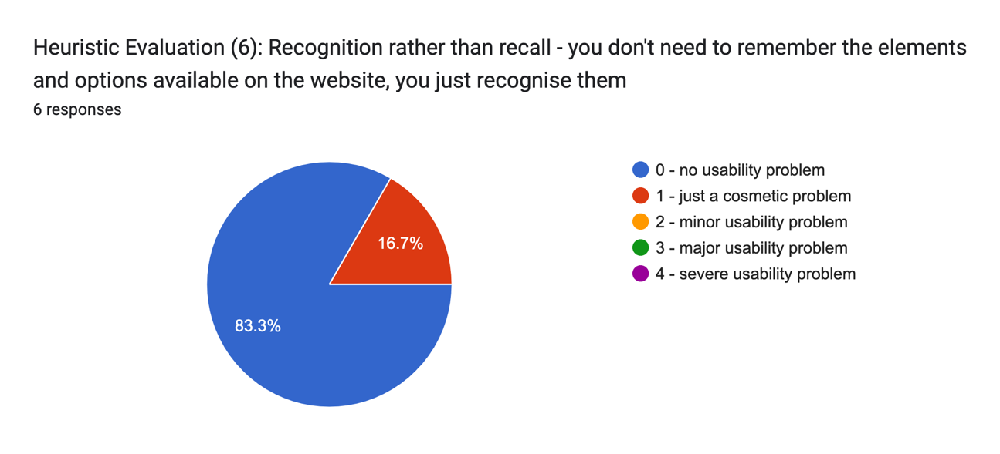 Heuristic Evaluation (6): Recognition rather than recall - you don't need to remember the elements
and options available on the website, you just recognise them
6 responses
0 - no usability problem
1 - just a cosmetic problem
2 - minor usability problem
3 - major usability problem
4 - severe usability problem
16.7%
83.3%